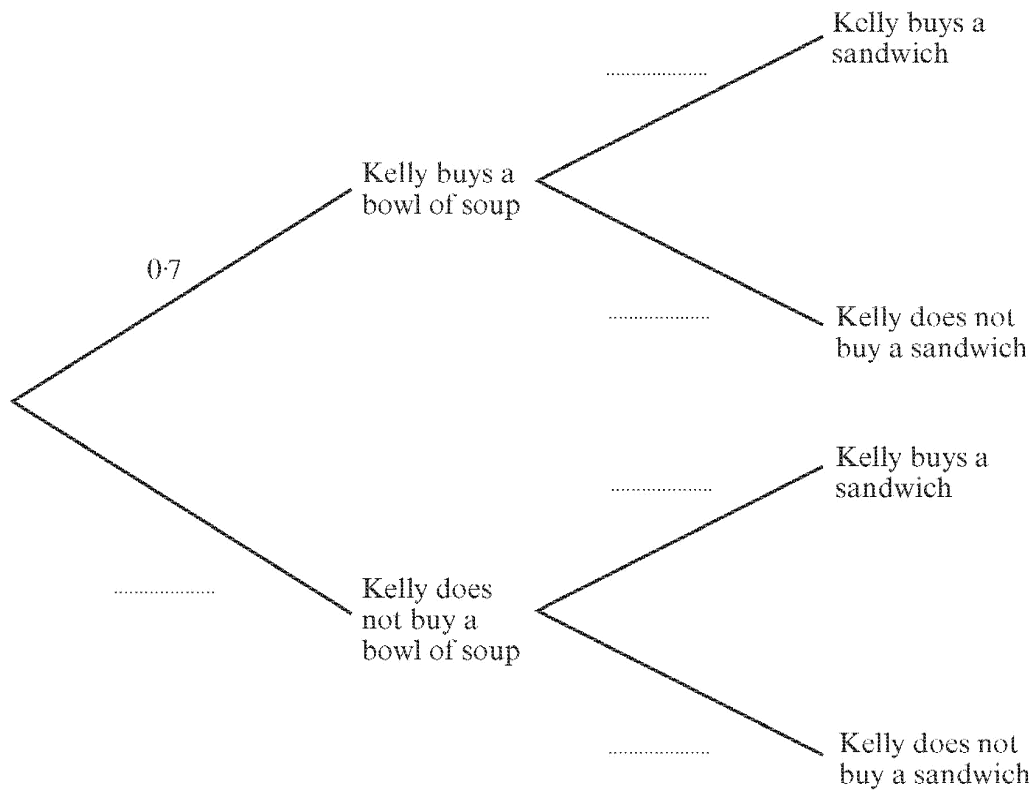 Kelly buys a
sandwich
Kelly buys a
bowl of soup
0·7
Kelly does not
buy a sandwich
Kelly buys a
sandwich
Kelly does
not buy a
bowl of soup
Kelly does not
buy a sandwich